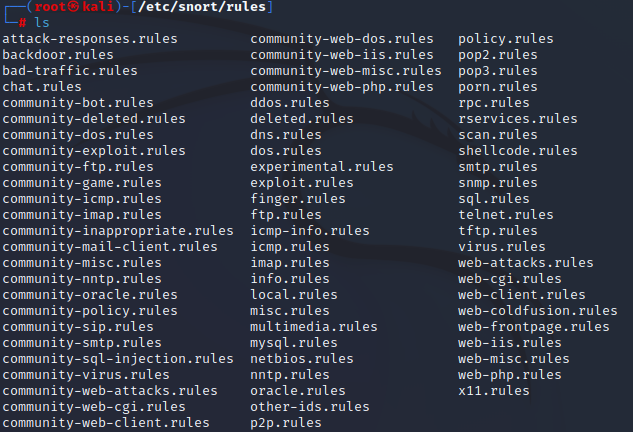 ┌──(root㉿kali)-[/etc/snort/rules]
└─# ls
attack-responses.rules community-web-dos.rules policy.rules
backdoor.rules community-web-iis.rules pop2.rules
bad-traffic.rules community-web-misc.rules pop3.rules
chat.rules community-web-php.rules porn.rules
community-bot.rules ddos.rules rpc.rules
community-deleted.rules deleted.rules rservices.rules
community-dos.rules dns.rules scan.rules
community-exploit.rules dos.rules shellcode.rules
community-ftp.rules experimental.rules smtp.rules
community-game.rules exploit.rules snmp.rules
community-icmp.rules finger.rules sql.rules
community-imap.rules ftp.rules telnet.rules
community-inappropriate.rules icmp-info.rules tftp.rules
community-mail-client.rules icmp.rules virus.rules
community-misc.rules imap.rules web-attacks.rules
community-nntp.rules info.rules web-cgi.rules
community-oracle.rules local.rules web-client.rules
community-policy.rules misc.rules web-coldfusion.rules
community-sip.rules multimedia.rules web-frontpage.rules
community-smtp.rules mysql.rules web-iis.rules
community-sql-injection.rules netbios.rules web-misc.rules
community-virus.rules nntp.rules web-php.rules
community-web-attacks.rules oracle.rules x11.rules
community-web-cgi.rules other-ids.rules
community-web-client.rules p2p.rules